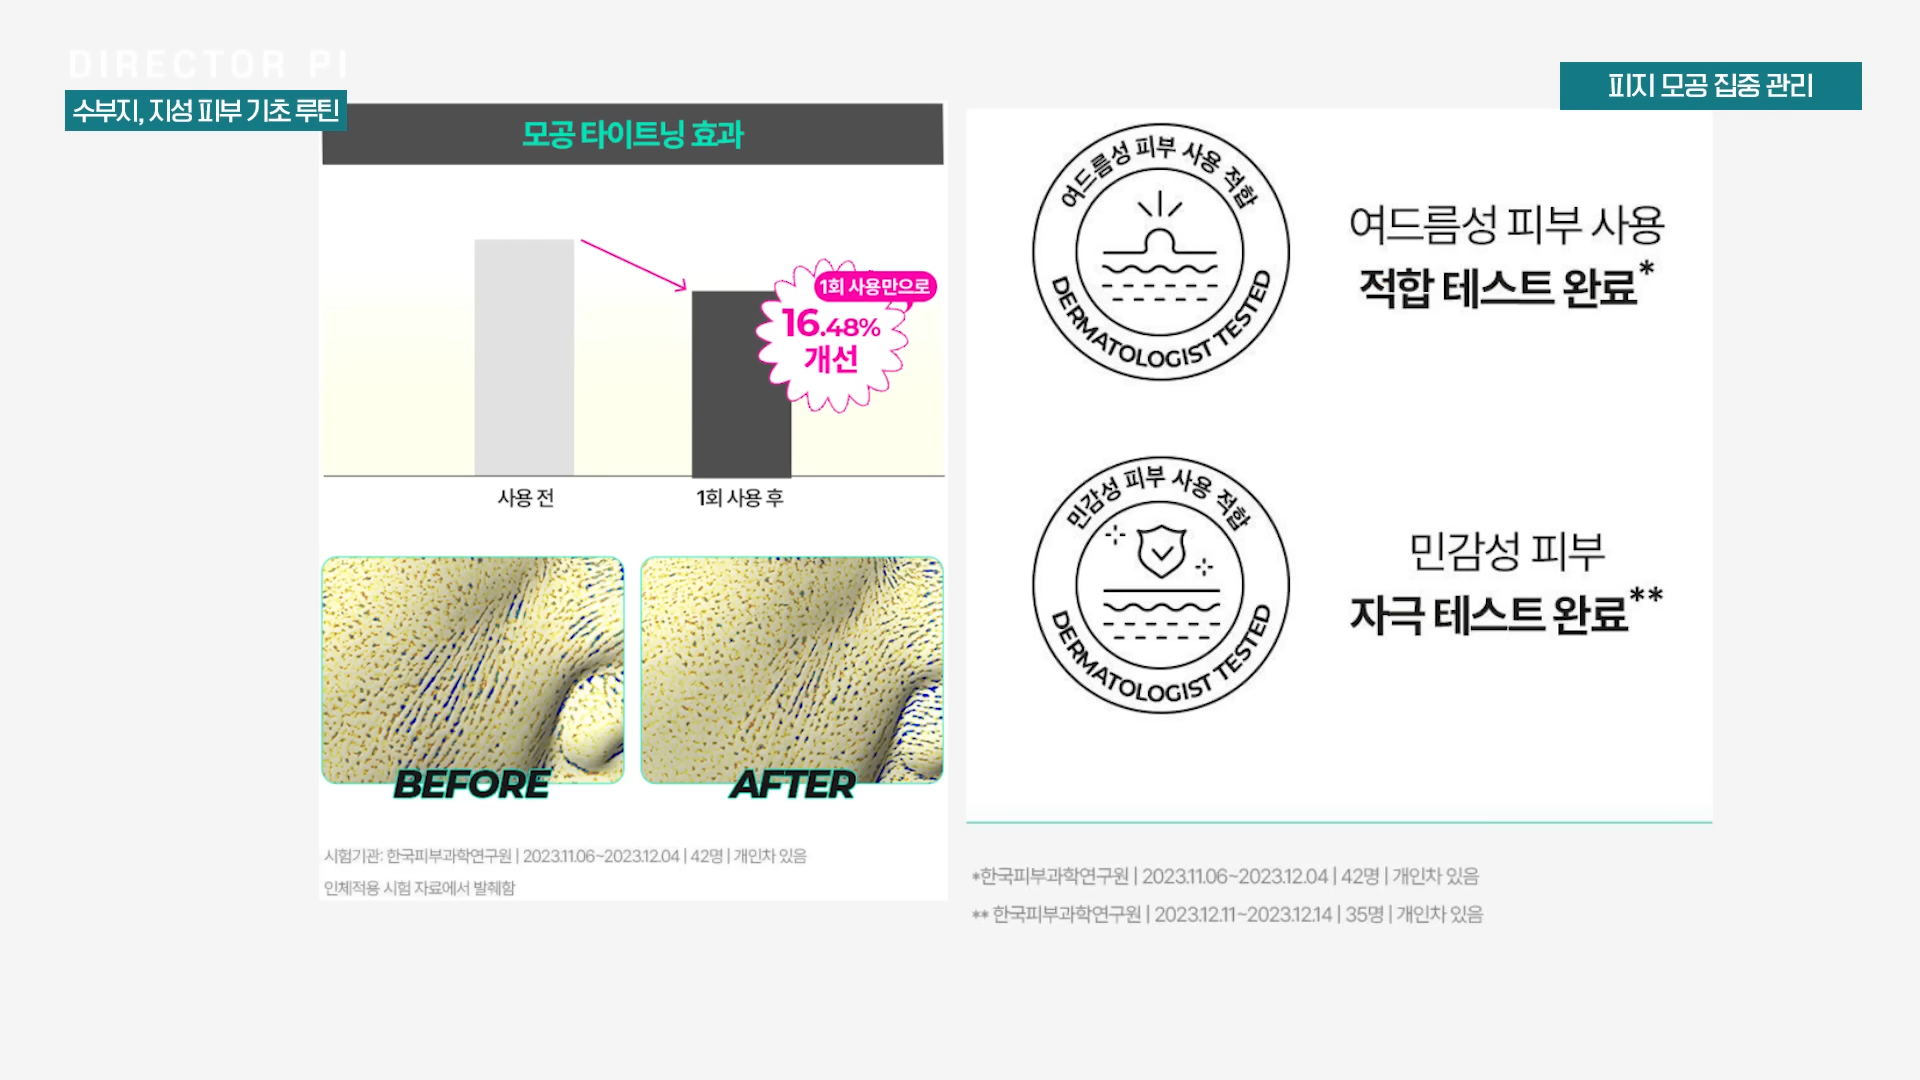 DIRECTOR PI
수부지, 지성 피부 기초 루틴
피지 모공 집중 관리
모공 타이트닝 효과
1회 사용만으로
16.48%
개선
사용 전
1회 사용 후
BEFORE
AFTER
시험기관: 한국피부과학연구원 | 2023.11.06~2023.12.04 | 42명 | 개인차 있음
인체적용 시험 자료에서 발췌함
여드름성 피부 사용 적합
DERMATOLOGIST TESTED
여드름성 피부 사용
적합 테스트 완료*
민감성 피부 사용 적합
DERMATOLOGIST TESTED
민감성 피부
자극 테스트 완료**
*한국피부과학연구원 | 2023.11.06~2023.12.04 | 42명 | 개인차 있음
** 한국피부과학연구원 | 2023.12.11~2023.12.14 | 35명 | 개인차 있음